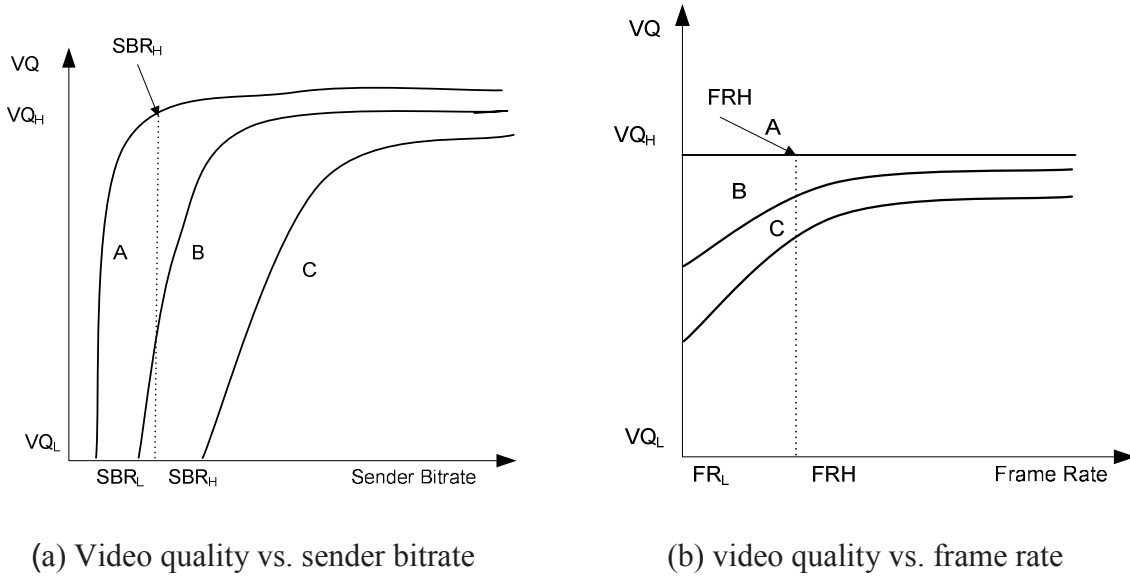 SBR_H
VQ
VQ_H
A
B
C
VQ_L
SBR_L
SBR_H
Sender Bitrate
(a) Video quality vs. sender bitrate
VQ
FRH
A
VQ_H
B
C
VQ_L
FR_L
FRH
Frame Rate
(b) video quality vs. frame rate